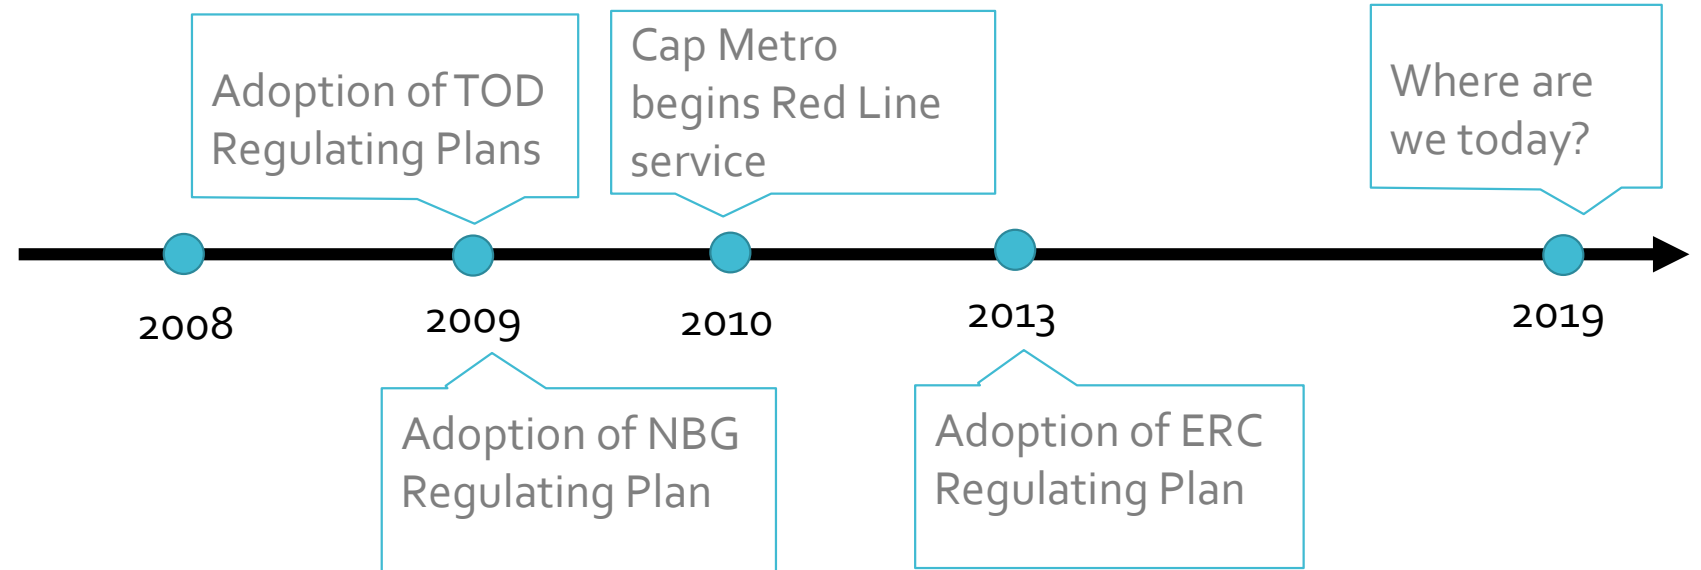 Adoption of TOD
Regulating Plans
Cap Metro
begins Red Line
service
Where are
we today?
2008
2009
2010
2013
2019
Adoption of NBG
Regulating Plan
Adoption of ERC
Regulating Plan